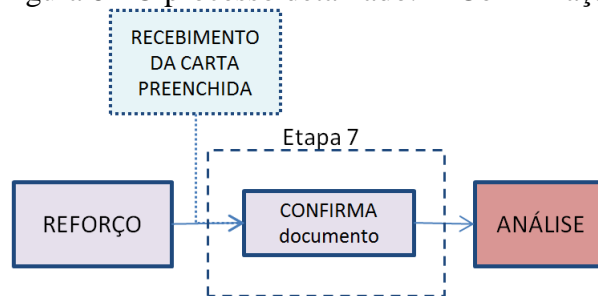 RECEBIMENTO
DA CARTA
PREENCHIDA
Etapa 7
REFORÇO
CONFIRMA
documento
ANÁLISE